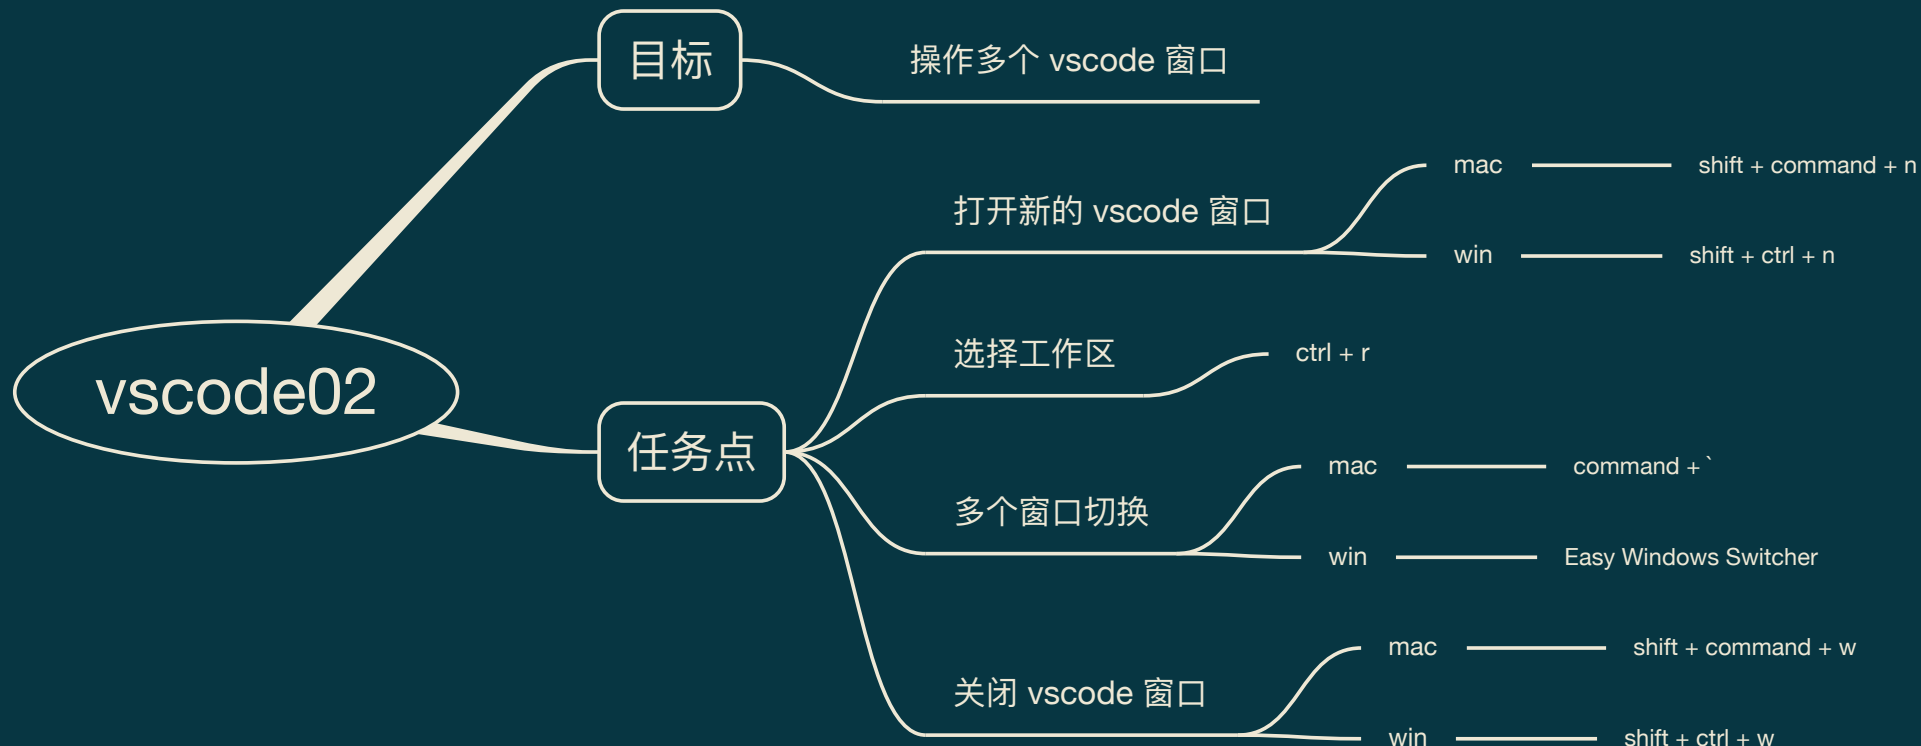 vscode02
目标
操作多个 vscode 窗口
任务点
打开新的 vscode 窗口
mac
shift + command + n
win
shift + ctrl + n
选择工作区
ctrl + r
多个窗口切换
mac
command + `
win
Easy Windows Switcher
关闭 vscode 窗口
mac
shift + command + w
win
shift + ctrl + w